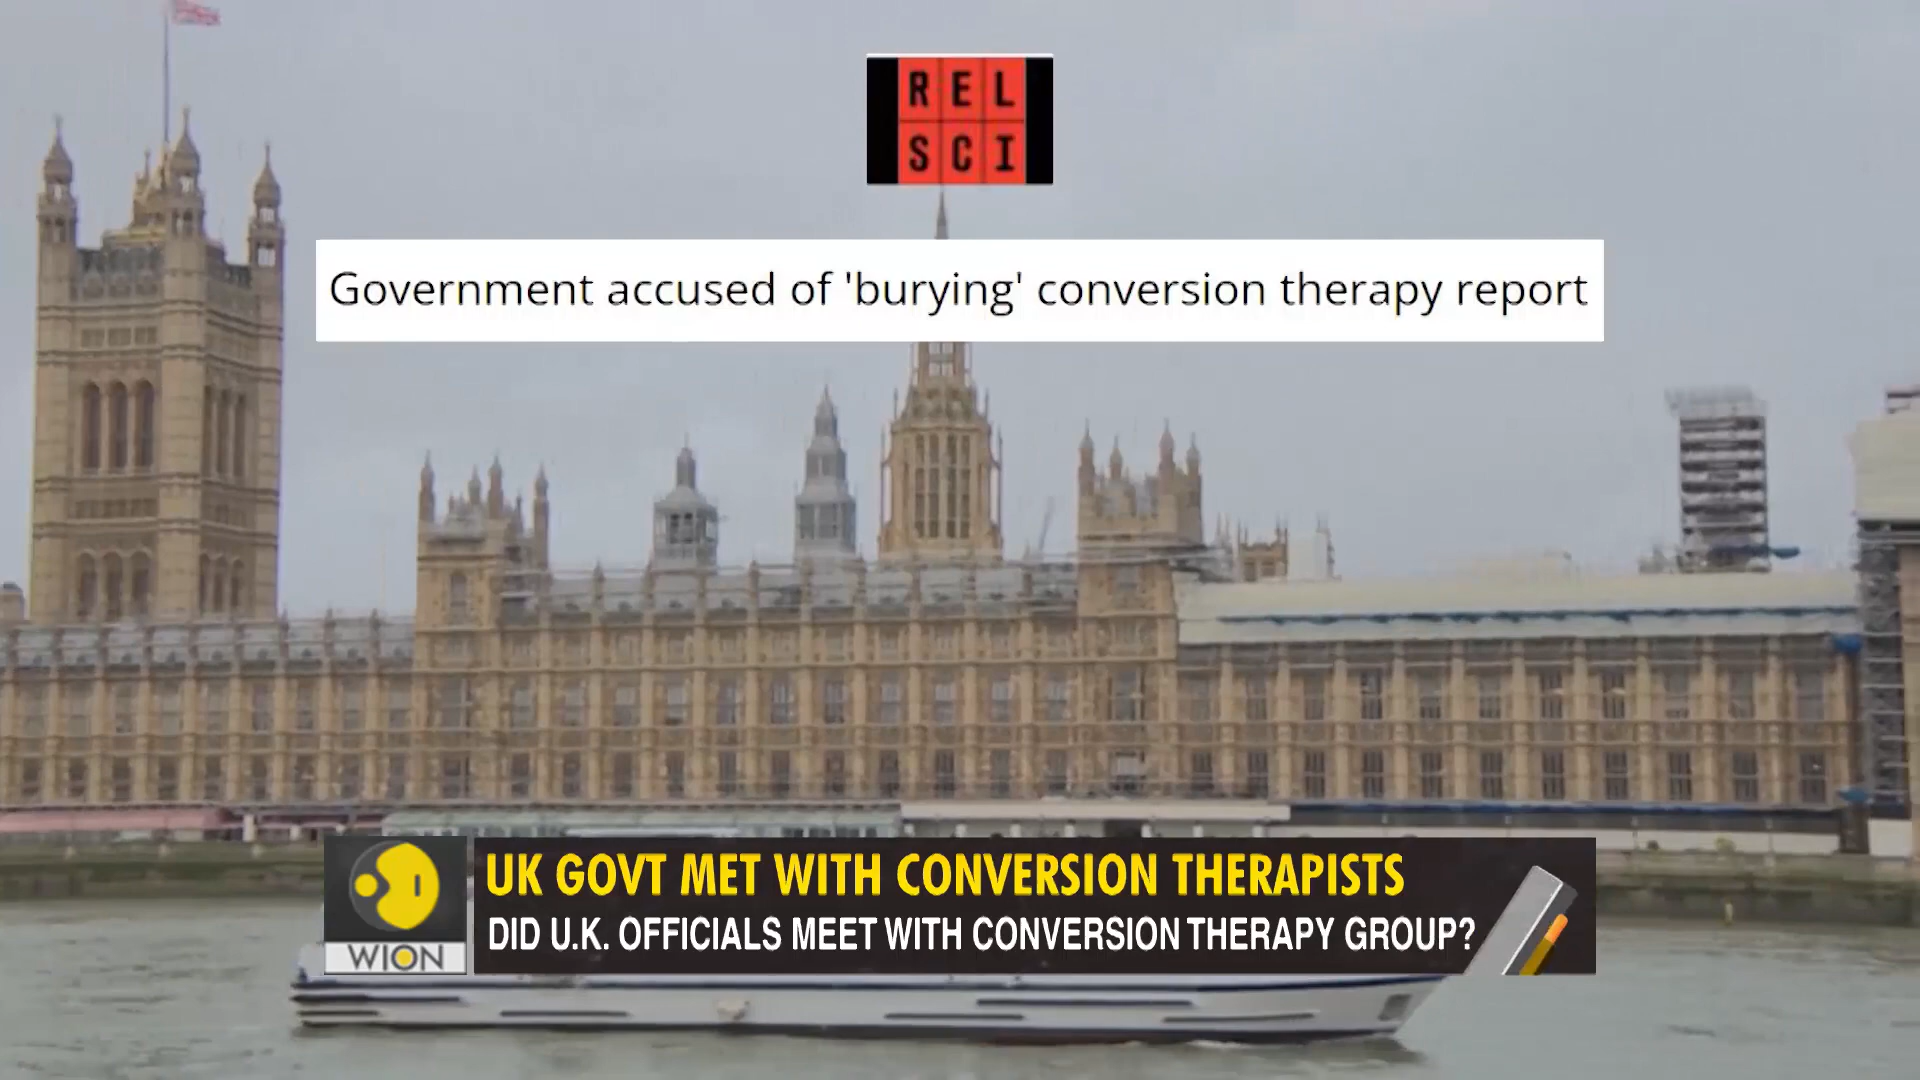 REL
SCI
Government accused of 'burying' conversion therapy report
UK GOVT MET WITH CONVERSION THERAPISTS
DID U.K. OFFICIALS MEET WITH CONVERSION THERAPY GROUP?
WION